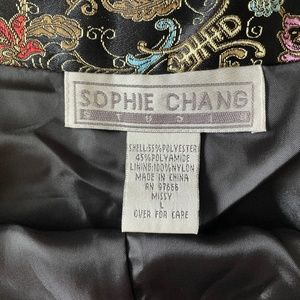 SOPHIE CHANG
STUDIO
SHELL:55%POLYESTER
45%POLYAMIDE
LINING:100%NYLON
MADE IN CHINA
RN 97666
MISSY
L
OVER FOR CARE